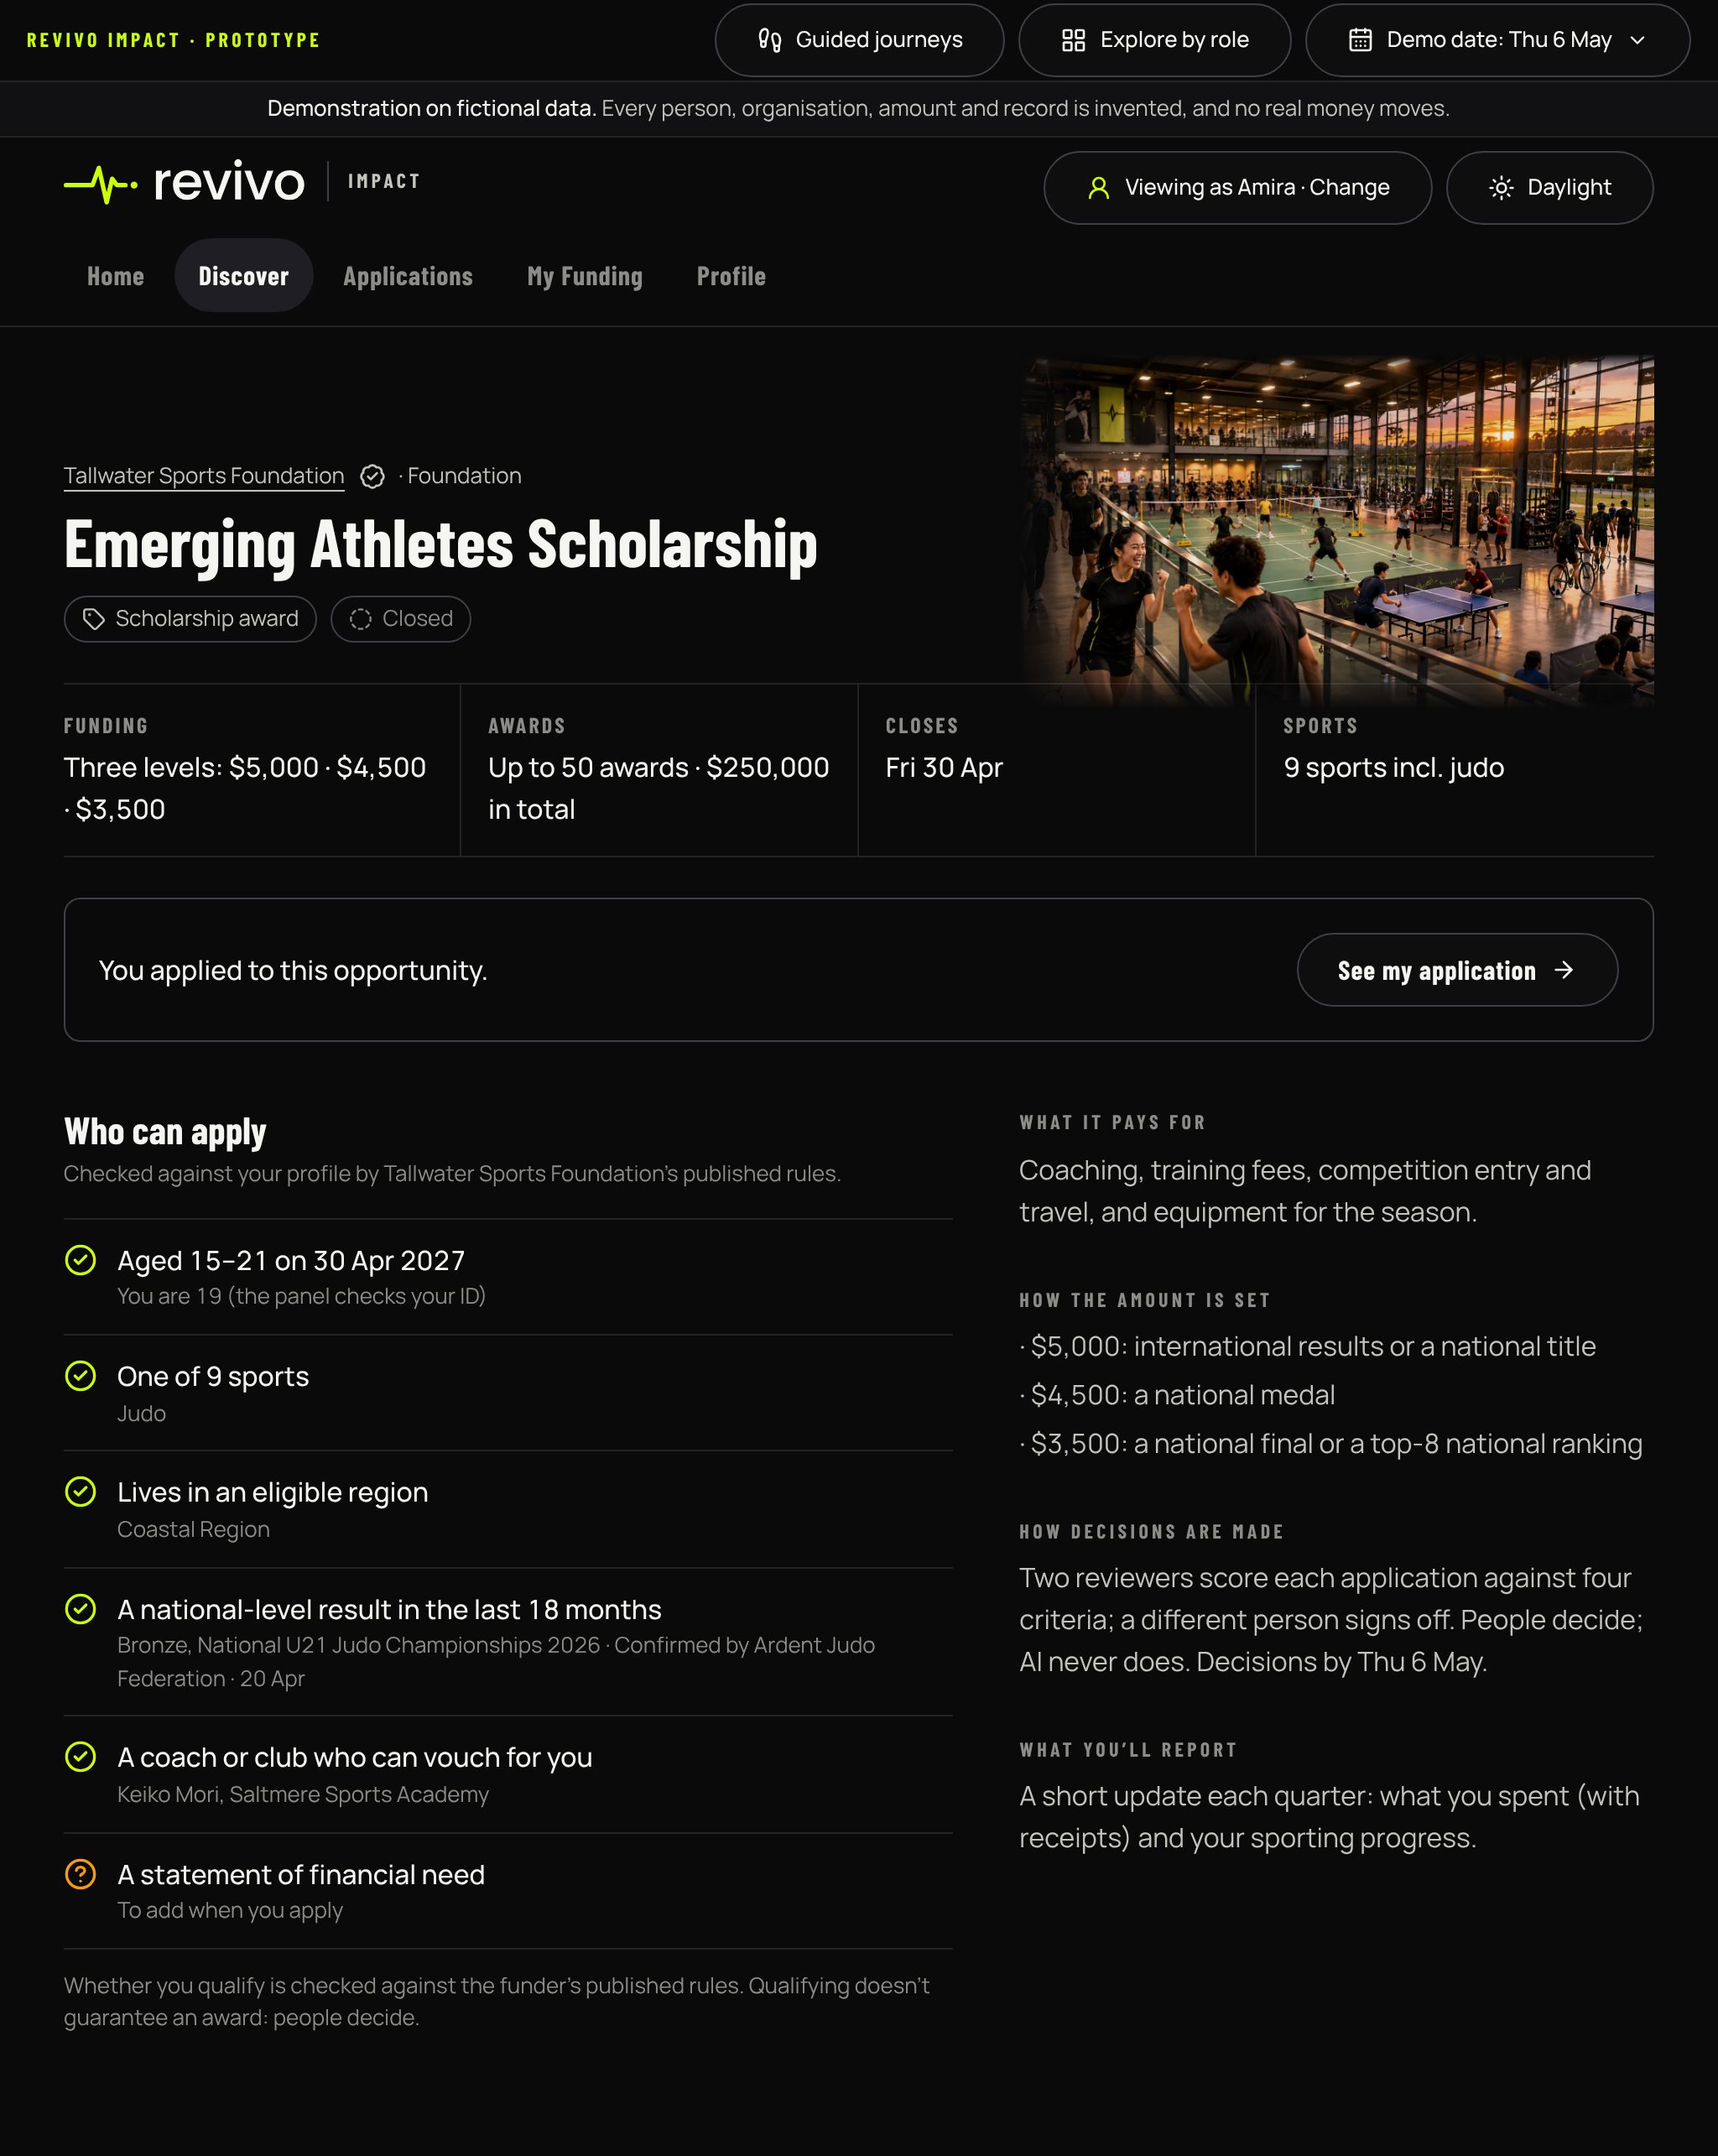 REVIVO IMPACT · PROTOTYPE
Guided journeys
Explore by role
Demo date: Thu 6 May
Demonstration on fictional data. Every person, organisation, amount and record is invented, and no real money moves.
revivo
IMPACT
Viewing as Amira · Change
Daylight
Home
Discover
Applications
My Funding
Profile
Tallwater Sports Foundation · Foundation
Emerging Athletes Scholarship
Scholarship award
Closed
FUNDING
Three levels: $5,000 · $4,500
· $3,500
AWARDS
Up to 50 awards · $250,000
in total
CLOSES
Fri 30 Apr
SPORTS
9 sports incl. judo
You applied to this opportunity.
See my application
Who can apply
Checked against your profile by Tallwater Sports Foundation’s published rules.
Aged 15–21 on 30 Apr 2027
You are 19 (the panel checks your ID)
One of 9 sports
Judo
Lives in an eligible region
Coastal Region
A national-level result in the last 18 months
Bronze, National U21 Judo Championships 2026 · Confirmed by Ardent Judo
Federation · 20 Apr
A coach or club who can vouch for you
Keiko Mori, Saltmere Sports Academy
A statement of financial need
To add when you apply
Whether you qualify is checked against the funder’s published rules. Qualifying doesn’t
guarantee an award: people decide.
WHAT IT PAYS FOR
Coaching, training fees, competition entry and
travel, and equipment for the season.
HOW THE AMOUNT IS SET
· $5,000: international results or a national title
· $4,500: a national medal
· $3,500: a national final or a top-8 national ranking
HOW DECISIONS ARE MADE
Two reviewers score each application against four
criteria; a different person signs off. People decide;
AI never does. Decisions by Thu 6 May.
WHAT YOU’LL REPORT
A short update each quarter: what you spent (with
receipts) and your sporting progress.